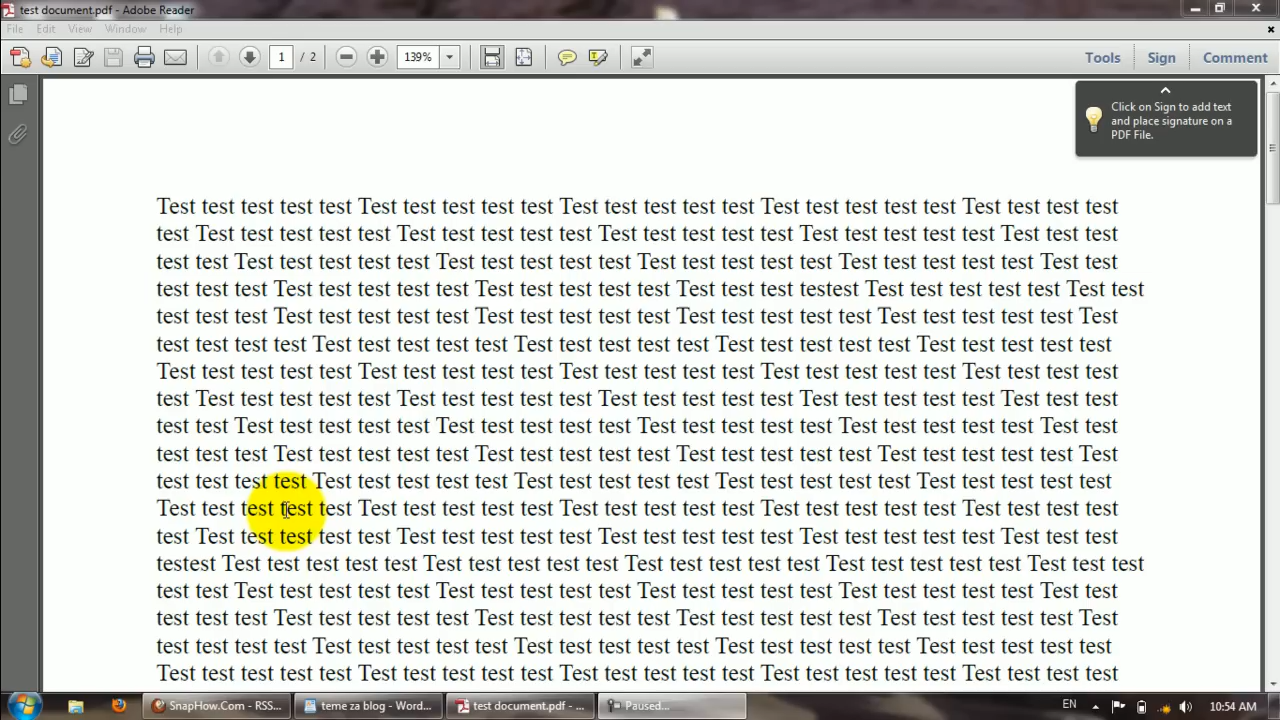 test document.pdf - Adobe Reader
File Edit View Window Help
1 / 2 139% Tools Sign Comment
Click on Sign to add text
and place signature on a
PDF File.
Test test test test test Test test test test test Test test test test test Test test test test test Test test test test
test Test test test test test Test test test test test Test test test test test Test test test test test Test test test
test test Test test test test test Test test test test test Test test test test test Test test test test test Test test
test test test Test test test test test Test test test test test Test test test testest Test test test test test Test test
test test test Test test test test test Test test test test test Test test test test test Test test test test test Test
test test test test Test test test test test Test test test test test Test test test test test Test test test test test
Test test test test test Test test test test test Test test test test test Test test test test test Test test test test
test Test test test test test Test test test test test Test test test test test Test test test test test Test test test
test test Test test test test test Test test test test test Test test test test test Test test test test test Test test
test test test Test test test test test Test test test test test Test test test test test Test test test test test Test
test test test test Test test test test test Test test test test test Test test test test test Test test test test test
Test test test test test Test test test test test Test test test test test Test test test test test Test test test test
test Test test test test test Test test test test test Test test test test test Test test test test test Test test test
testest Test test test test test Test test test test test Test test test test test Test test test test test Test test test
test test Test test test test test Test test test test test Test test test test test Test test test test test Test test
test test test Test test test test test Test test test test test Test test test test test Test test test test test Test
test test test test Test test test test test Test test test test test Test test test test test Test test test test test
Test test test test test Test test test test test Test test test test test Test test test test test Test test test test
SnapHow.Com - RSS... teme za blog - Word... test document.pdf - ... Paused... EN 10:54 AM